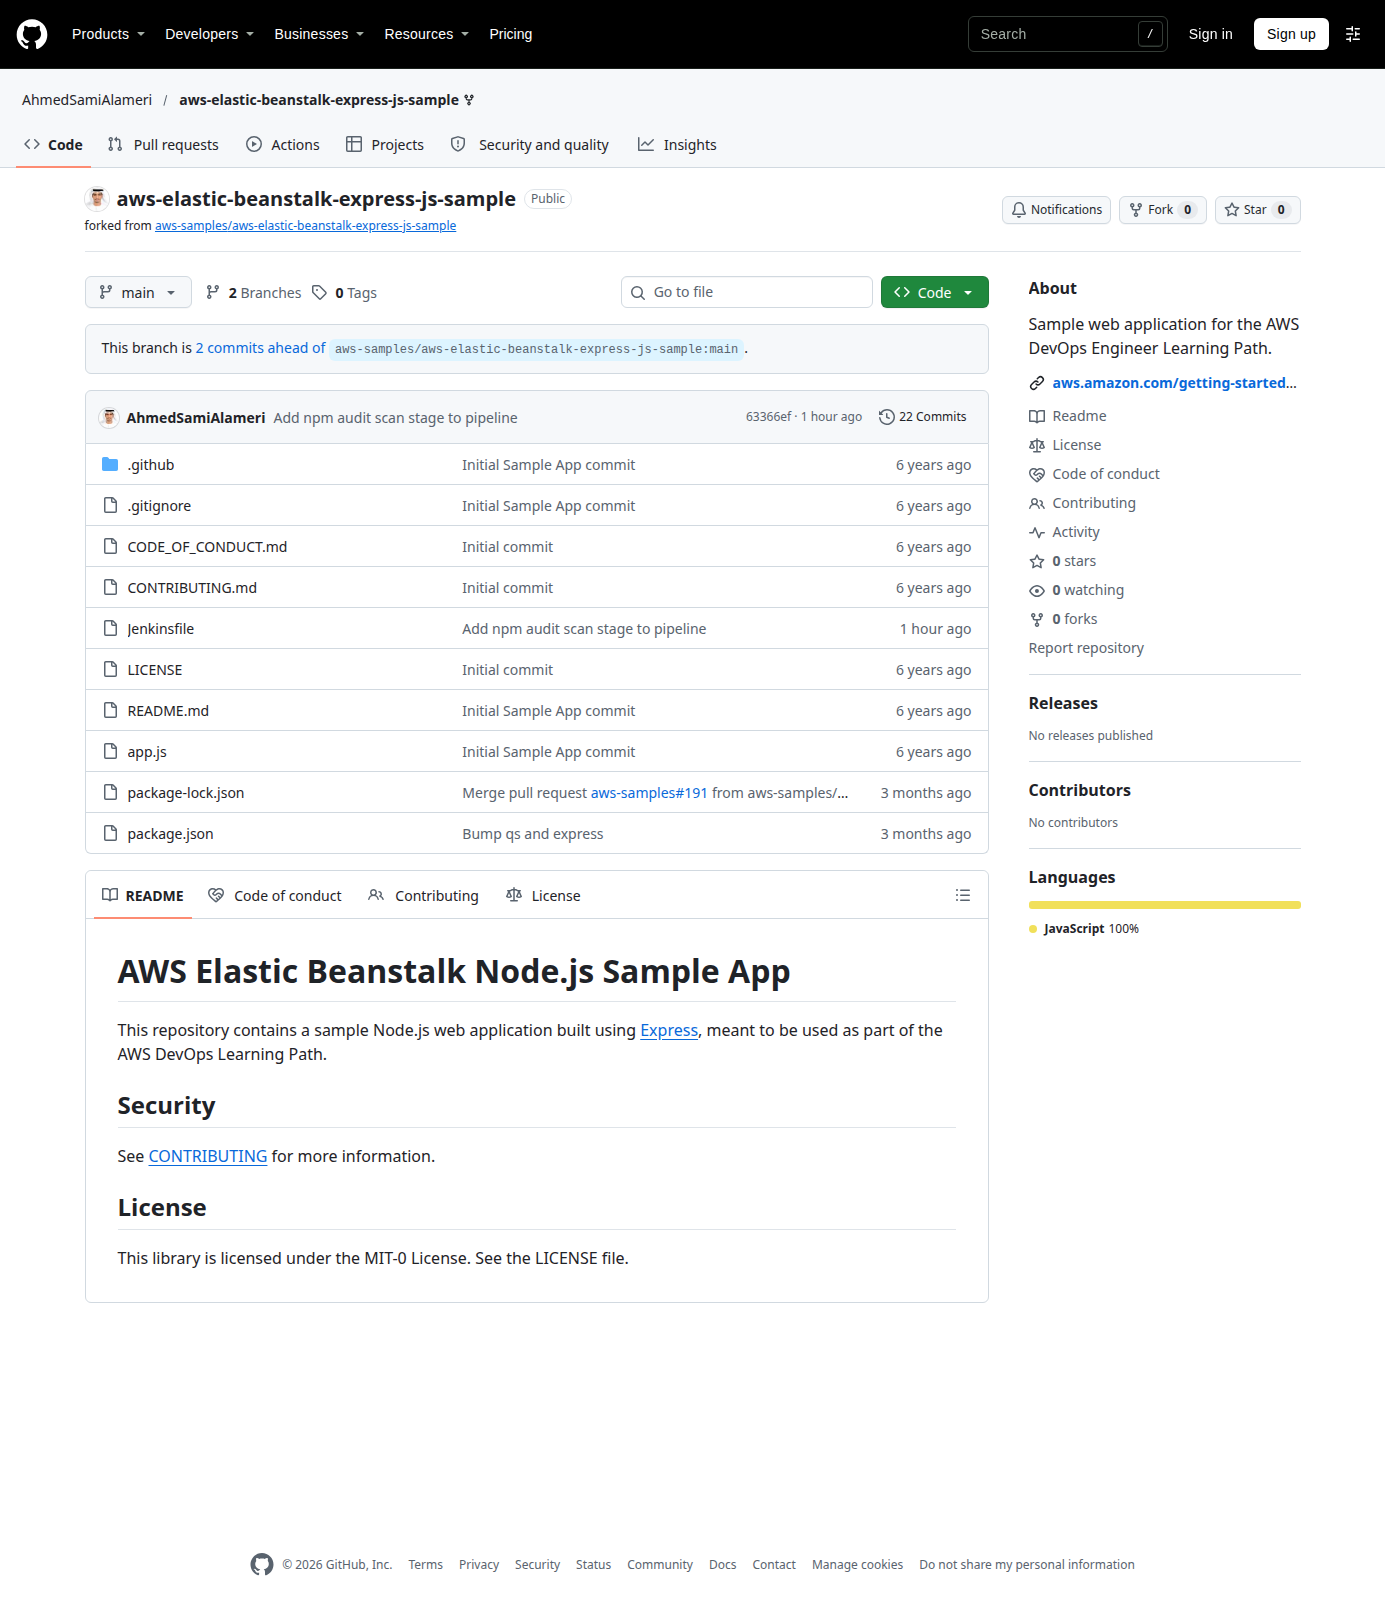 Products Developers Businesses Resources Pricing Search / Sign in Sign up
AhmedSamiAlameri / aws-elastic-beanstalk-express-js-sample
Code Pull requests Actions Projects Security and quality Insights
aws-elastic-beanstalk-express-js-sample Public
forked from aws-samples/aws-elastic-beanstalk-express-js-sample
Notifications Fork 0 Star 0
main 2 Branches 0 Tags Go to file Code
This branch is 2 commits ahead of aws-samples/aws-elastic-beanstalk-express-js-sample:main.
AhmedSamiAlameri Add npm audit scan stage to pipeline 63366ef · 1 hour ago 22 Commits
.github Initial Sample App commit 6 years ago
.gitignore Initial Sample App commit 6 years ago
CODE_OF_CONDUCT.md Initial commit 6 years ago
CONTRIBUTING.md Initial commit 6 years ago
Jenkinsfile Add npm audit scan stage to pipeline 1 hour ago
LICENSE Initial commit 6 years ago
README.md Initial Sample App commit 6 years ago
app.js Initial Sample App commit 6 years ago
package-lock.json Merge pull request aws-samples#191 from aws-samples/... 3 months ago
package.json Bump qs and express 3 months ago
README Code of conduct Contributing License
AWS Elastic Beanstalk Node.js Sample App
This repository contains a sample Node.js web application built using Express, meant to be used as part of the
AWS DevOps Learning Path.
Security
See CONTRIBUTING for more information.
License
This library is licensed under the MIT-0 License. See the LICENSE file.
About
Sample web application for the AWS
DevOps Engineer Learning Path.
aws.amazon.com/getting-started...
Readme
License
Code of conduct
Contributing
Activity
0 stars
0 watching
0 forks
Report repository
Releases
No releases published
Contributors
No contributors
Languages
JavaScript 100%
© 2026 GitHub, Inc. Terms Privacy Security Status Community Docs Contact Manage cookies Do not share my personal information